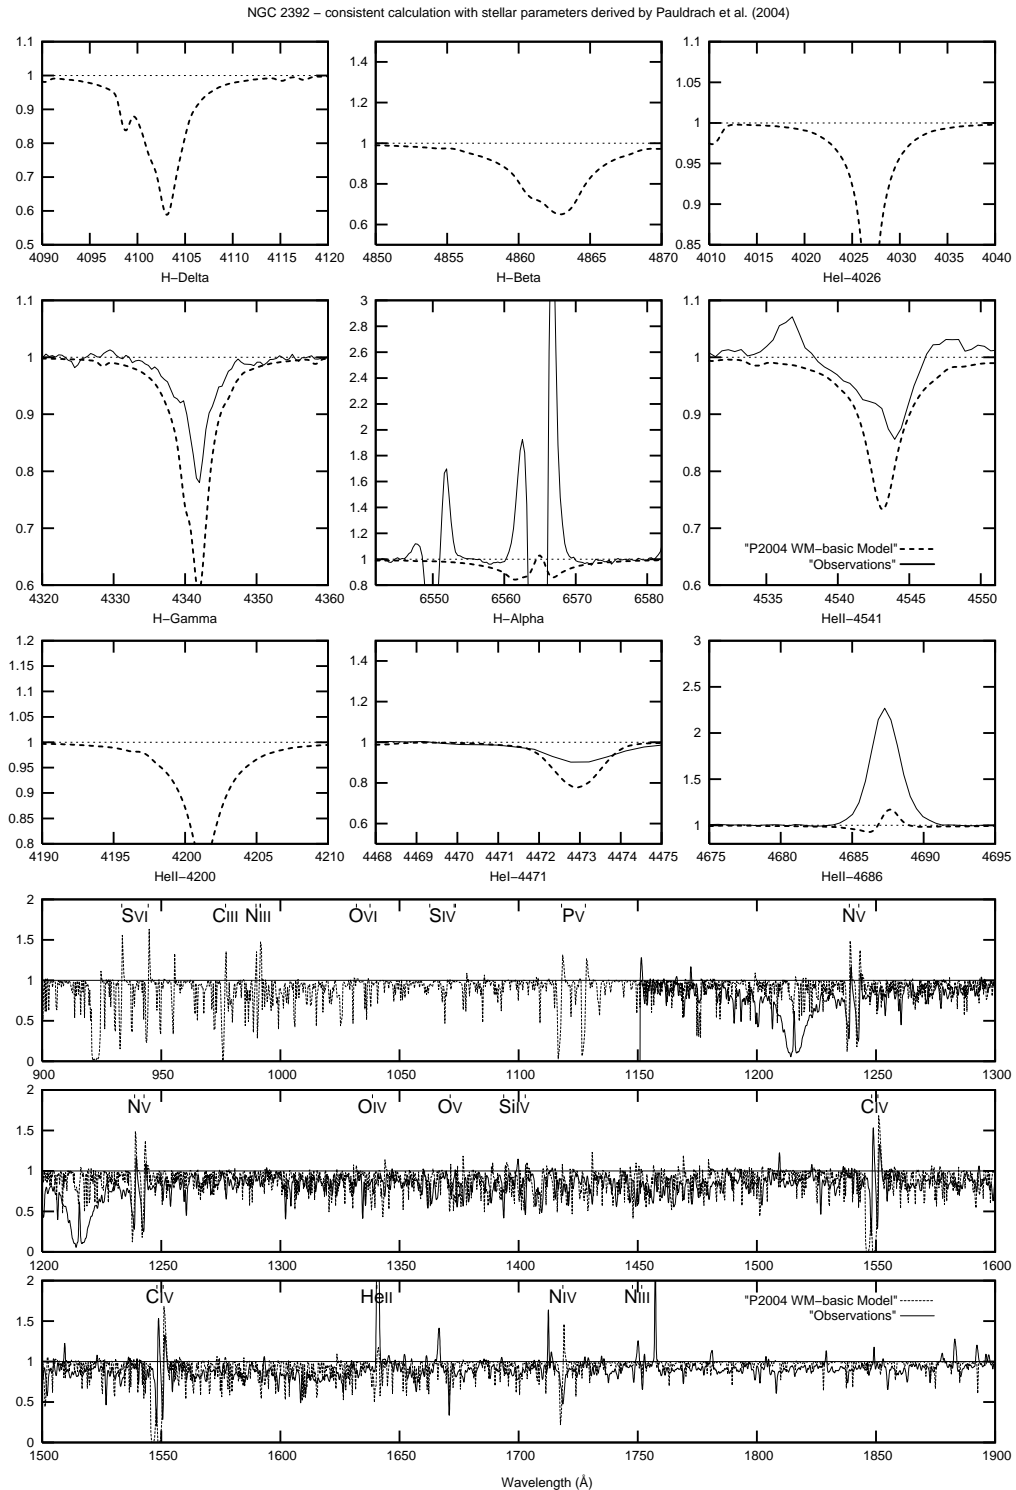 NGC 2392 – consistent calculation with stellar parameters derived by Pauldrach et al. (2004)
1.1
1
0.9
0.8
0.7
0.6
0.5
4090 4095 4100 4105 4110 4115 4120
H–Delta
1.4
1.2
1
0.8
0.6
4850 4855 4860 4865 4870
H–Beta
1.1
1.05
1
0.95
0.9
0.85
4010 4015 4020 4025 4030 4035 4040
HeI–4026
1.1
1
0.9
0.8
0.7
0.6
4320 4330 4340 4350 4360
H–Gamma
3
2.8
2.6
2.4
2.2
2
1.8
1.6
1.4
1.2
1
0.8
6550 6560 6570 6580
H–Alpha
1.1
1
0.9
0.8
0.7
0.6
"P2004 WM–basic Model"
"Observations"
4535 4540 4545 4550
HeII–4541
1.2
1.15
1.1
1.05
1
0.95
0.9
0.85
0.8
4190 4195 4200 4205 4210
HeII–4200
1.4
1.2
1
0.8
0.6
4468 4469 4470 4471 4472 4473 4474 4475
HeI–4471
3
2.5
2
1.5
1
4675 4680 4685 4690 4695
HeII–4686
2
1.5
1
0.5
0
SVI CIII NIII OVI SIV PV NV
900 950 1000 1050 1100 1150 1200 1250 1300
2
1.5
1
0.5
0
NV OIV OV SiIV CIV
1200 1250 1300 1350 1400 1450 1500 1550 1600
2
1.5
1
0.5
0
CIV HeII NIV NIII
"P2004 WM–basic Model"
"Observations"
1500 1550 1600 1650 1700 1750 1800 1850 1900
Wavelength (Å)